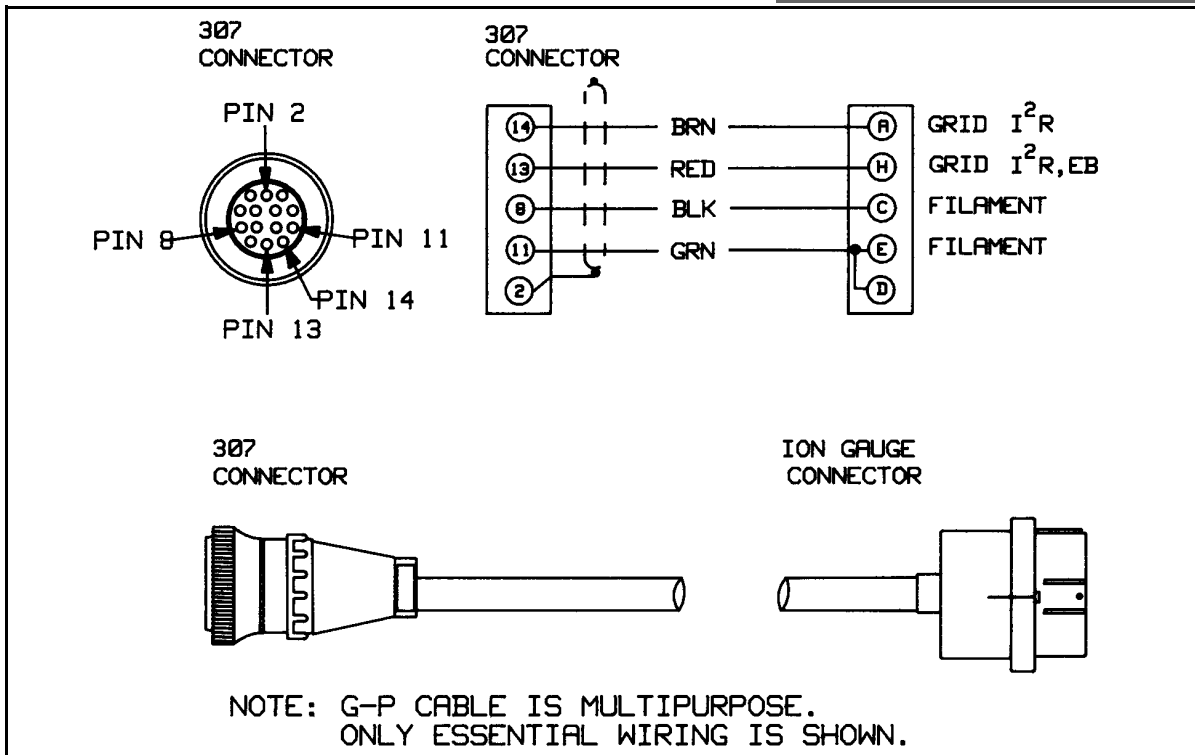 307
CONNECTOR
PIN 2
PIN 8
PIN 11
PIN 14
PIN 13
307
CONNECTOR
14 BRN A GRID I²R
13 RED H GRID I²R,EB
8 BLK C FILAMENT
11 GRN E FILAMENT
2 D
307
CONNECTOR
ION GAUGE
CONNECTOR
NOTE: G-P CABLE IS MULTIPURPOSE.
ONLY ESSENTIAL WIRING IS SHOWN.